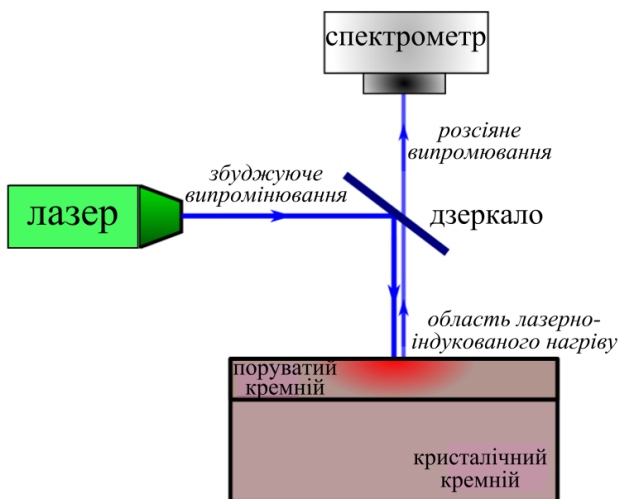 спектрометр
розсіяне
випромювання
збуджуюче
випромінювання
лазер
дзеркало
область лазерно-
індукованого нагріву
поруватий
кремній
кристалічний
кремній